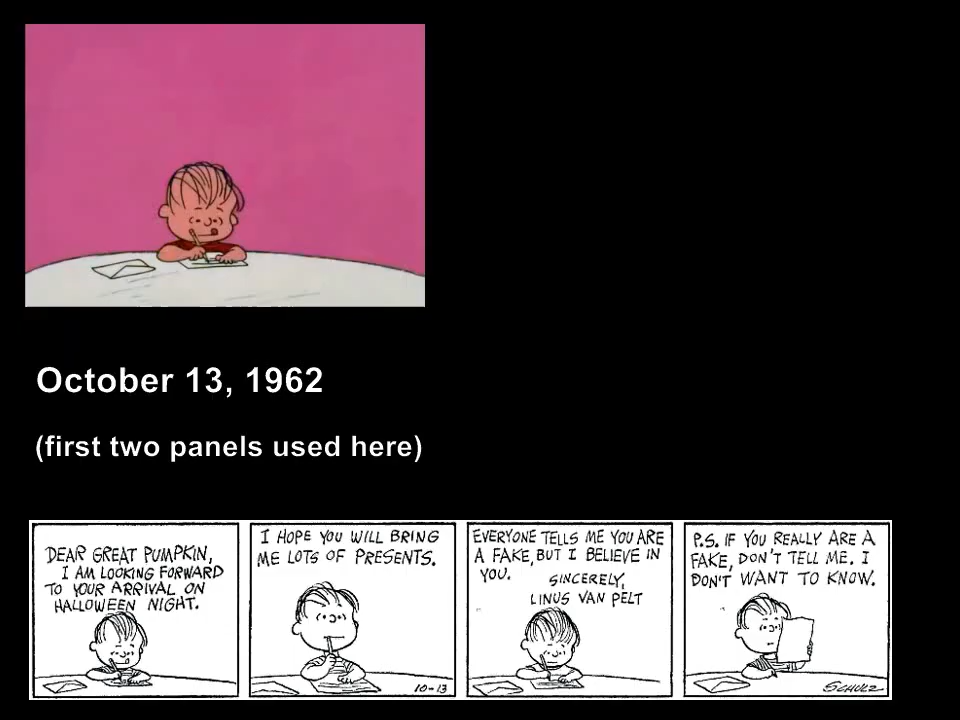 October 13, 1962
(first two panels used here)
DEAR GREAT PUMPKIN,
I AM LOOKING FORWARD
TO YOUR ARRIVAL ON
HALLOWEEN NIGHT.
I HOPE YOU WILL BRING
ME LOTS OF PRESENTS.
10-13
EVERYONE TELLS ME YOU ARE
A FAKE, BUT I BELIEVE IN
YOU.
SINCERELY,
LINUS VAN PELT
P.S. IF YOU REALLY ARE A
FAKE, DON'T TELL ME. I
DON'T WANT TO KNOW.
SCHULZ